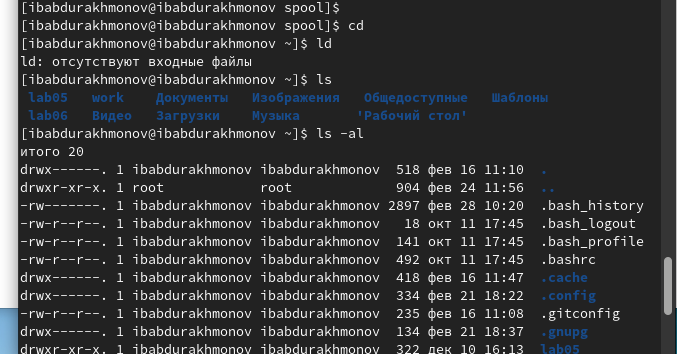 [ibabdurakhmonov@ibabdurakhmonov spool]$
[ibabdurakhmonov@ibabdurakhmonov spool]$ cd
[ibabdurakhmonov@ibabdurakhmonov ~]$ ld
ld: отсутствуют входные файлы
[ibabdurakhmonov@ibabdurakhmonov ~]$ ls
lab05 work Документы Изображения Общедоступные Шаблоны
lab06 Видео Загрузки Музыка 'Рабочий стол'
[ibabdurakhmonov@ibabdurakhmonov ~]$ ls -al
итого 20
drwx------. 1 ibabdurakhmonov ibabdurakhmonov 518 фев 16 11:10 .
drwxr-xr-x. 1 root root 904 фев 24 11:56 ..
-rw-------. 1 ibabdurakhmonov ibabdurakhmonov 2897 фев 28 10:20 .bash_history
-rw-r--r--. 1 ibabdurakhmonov ibabdurakhmonov 18 окт 11 17:45 .bash_logout
-rw-r--r--. 1 ibabdurakhmonov ibabdurakhmonov 141 окт 11 17:45 .bash_profile
-rw-r--r--. 1 ibabdurakhmonov ibabdurakhmonov 492 окт 11 17:45 .bashrc
drwx------. 1 ibabdurakhmonov ibabdurakhmonov 418 фев 16 11:47 .cache
drwx------. 1 ibabdurakhmonov ibabdurakhmonov 334 фев 21 18:22 .config
-rw-r--r--. 1 ibabdurakhmonov ibabdurakhmonov 235 фев 16 11:08 .gitconfig
drwx------. 1 ibabdurakhmonov ibabdurakhmonov 134 фев 21 18:37 .gnupg
drwxr-xr-x. 1 ibabdurakhmonov ibabdurakhmonov 322 дек 10 16:13 lab05